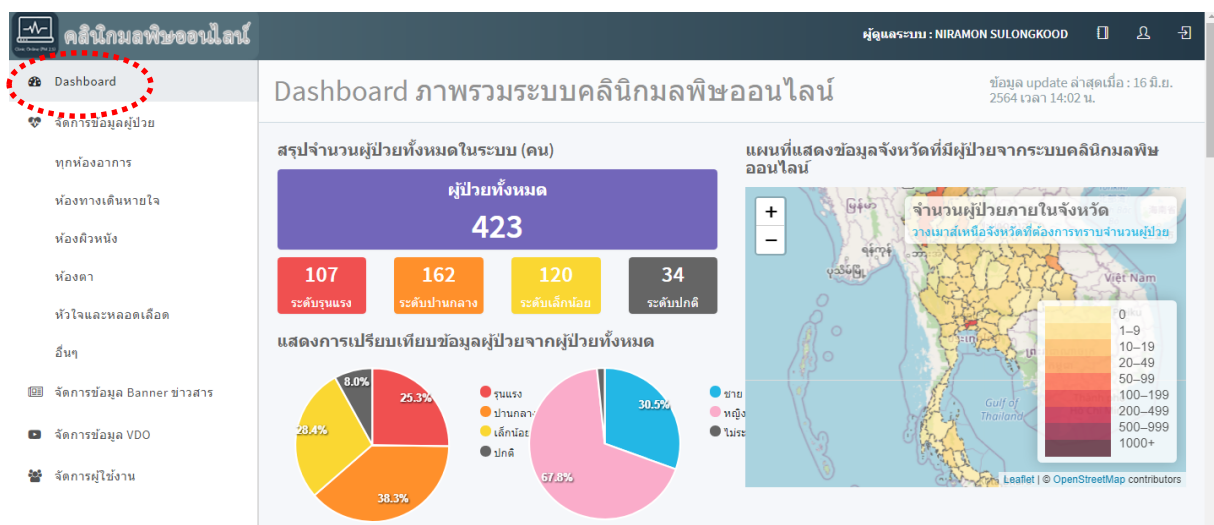 คลินิกมลพิษออนไลน์
ผู้ดูแลระบบ : NIRAMON SULONGKOOD
Dashboard
จัดการข้อมูลผู้ป่วย
ทุกห้องอาการ
ห้องทางเดินหายใจ
ห้องผิวหนัง
ห้องตา
หัวใจและหลอดเลือด
อื่นๆ
จัดการข้อมูล Banner ข่าวสาร
จัดการข้อมูล VDO
จัดการผู้ใช้งาน
Dashboard ภาพรวมระบบคลินิกมลพิษออนไลน์
ข้อมูล update ล่าสุดเมื่อ : 16 มิ.ย.
2564 เวลา 14:02 น.
สรุปจำนวนผู้ป่วยทั้งหมดในระบบ (คน)
ผู้ป่วยทั้งหมด
423
107
ระดับรุนแรง
162
ระดับปานกลาง
120
ระดับเล็กน้อย
34
ระดับปกติ
แสดงการเปรียบเทียบข้อมูลผู้ป่วยจากผู้ป่วยทั้งหมด
8.0%
25.3%
28.4%
38.3%
รุนแรง
ปานกลา
เล็กน้อย
ปกติ
30.5%
67.8%
ชาย
หญิง
ไม่ระ
แผนที่แสดงข้อมูลจังหวัดที่มีผู้ป่วยจากระบบคลินิกมลพิษ
ออนไลน์
+
−
จำนวนผู้ป่วยภายในจังหวัด
วางเมาส์เหนือจังหวัดที่ต้องการทราบจำนวนผู้ป่วย
မြန်မာ
ရန်ကုန်
Việt Nam
Gulf of
Thailand
0
1–9
10–19
20–49
50–99
100–199
200–499
500–999
1000+
Leaflet | © OpenStreetMap contributors